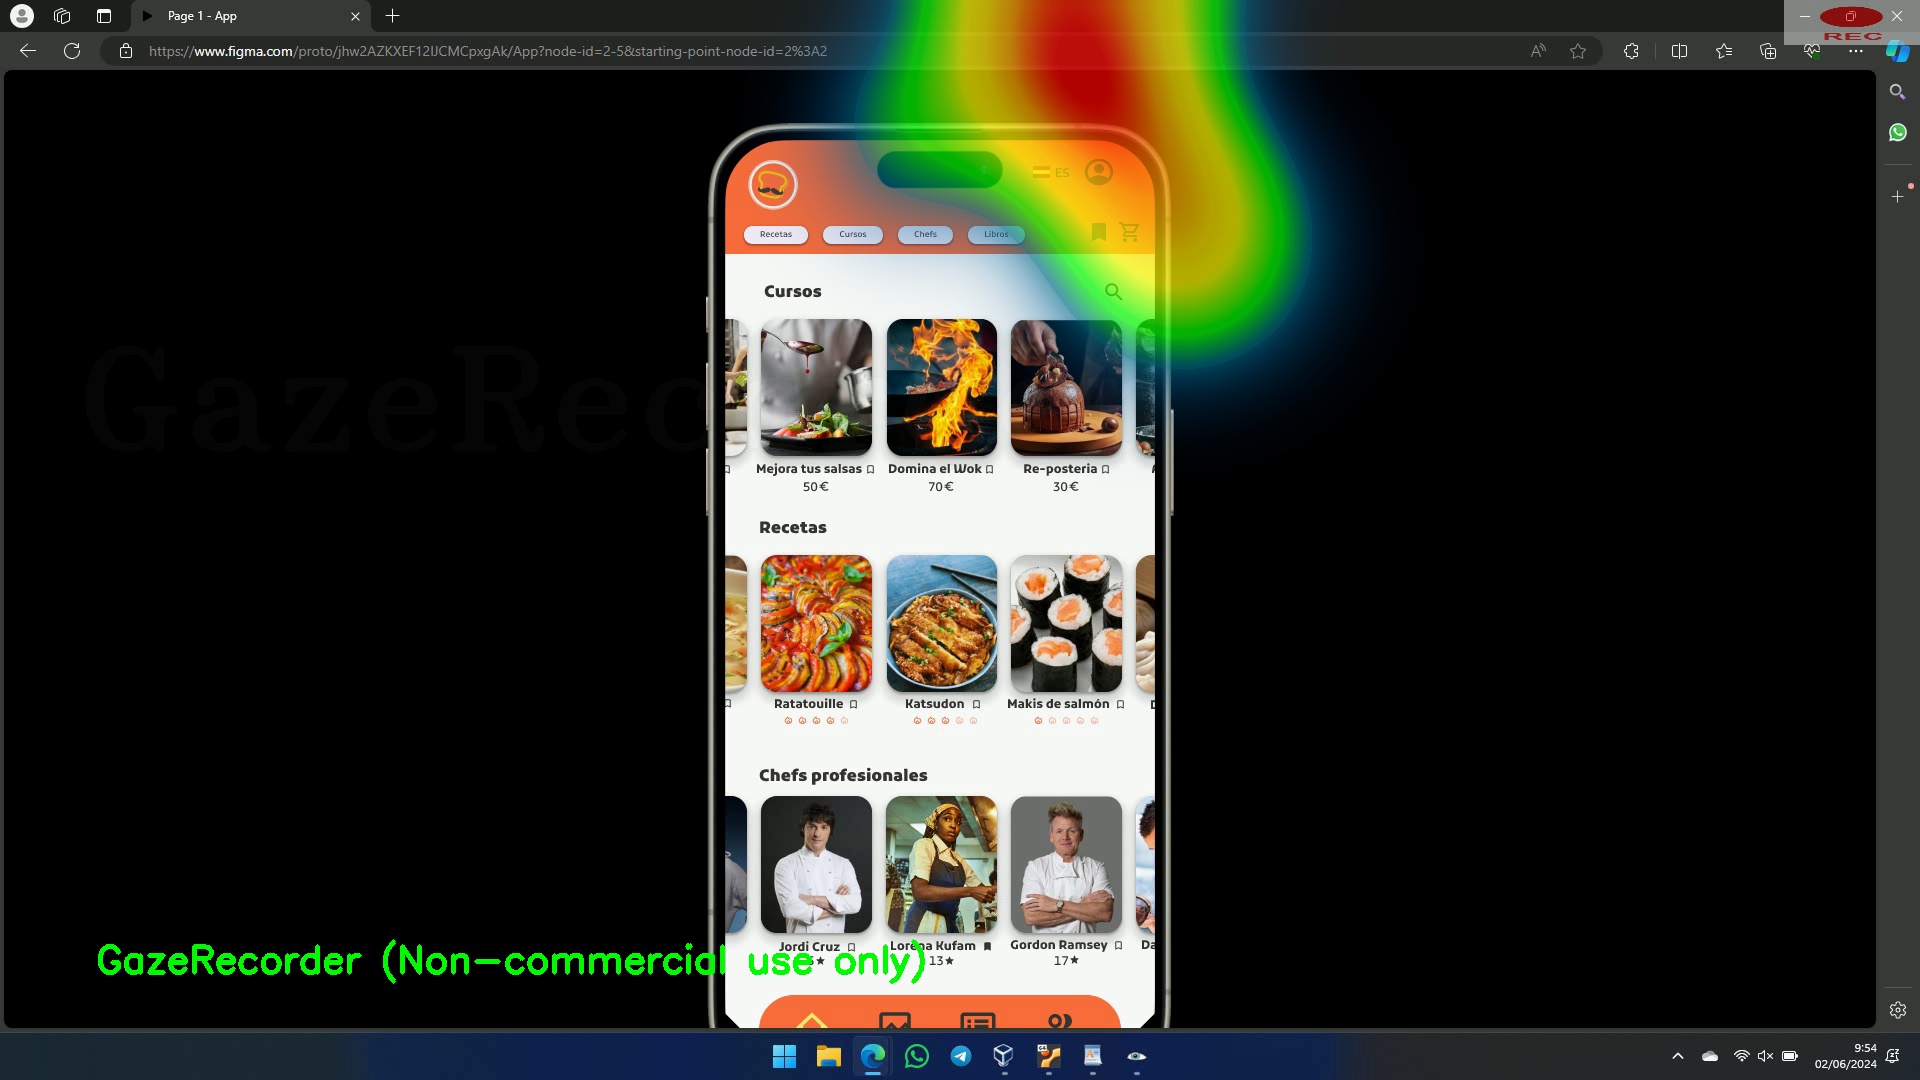 Page 1 - App
REC
https://www.figma.com/proto/jhw2AZKXEF12IJCMCpxgAk/App?node-id=2-5&starting-point-node-id=2%3A2
ES
Recetas
Cursos
Chefs
Libros
Cursos
GazeRec
Mejora tus salsas
Domina el Wok
Re-posteria
50€
70€
30€
Recetas
Ratatouille
Katsudon
Makis de salmón
Chefs profesionales
Jordi Cruz
Lorena Kufam
Gordon Ramsey
Da
13★
17★
GazeRecorder (Non-commercial use only)
9:54
02/06/2024